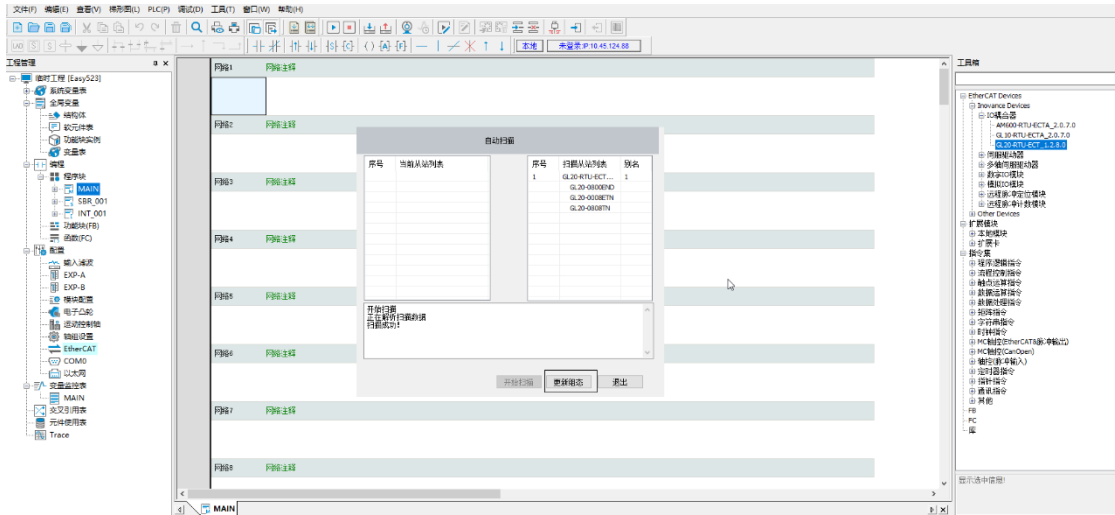 文件(F) 编辑(E) 查看(V) 梯形图(L) PLC(P) 调试(D) 工具(T) 窗口(W) 帮助(H)
LAD
本地 未登录:IP:10.45.124.88
工程管理
临时工程 [Easy523]
系统变量表
全局变量
结构体
软元件表
功能块实例
变量表
编程
程序块
MAIN
SBR_001
INT_001
功能块(FB)
函数(FC)
配置
输入滤波
EXP-A
EXP-B
模块配置
电子凸轮
运动控制轴
轴组设置
EtherCAT
COM0
以太网
变量监控表
MAIN
交叉引用表
元件使用表
Trace
网络1 网络注释
网络2 网络注释
网络3 网络注释
网络4 网络注释
网络5 网络注释
网络6 网络注释
网络7 网络注释
网络8 网络注释
MAIN
自动扫描
序号 当前从站列表
序号 扫描从站列表 别名
1 GL20-RTU-ECT... 1
GL20-0800END
GL20-0008ETN
GL20-0808TN
开始扫描
正在解析扫描数据
扫描成功!
开始扫描 更新组态 退出
工具箱
EtherCAT Devices
Inovance Devices
IO耦合器
AM600-RTU-ECTA_2.0.7.0
GL10-RTU-ECTA_2.0.7.0
GL20-RTU-ECT_1.2.8.0
伺服驱动器
多轴伺服驱动器
数字IO模块
模拟IO模块
远程脉冲定位模块
远程脉冲计数模块
Other Devices
扩展模块
本地模块
扩展卡
指令集
程序逻辑指令
流程控制指令
触点运算指令
数据运算指令
数据处理指令
矩阵指令
字符串指令
时钟指令
MC轴控(EtherCAT&脉冲输出)
MC轴控(CanOpen)
轴控(脉冲输入)
定时器指令
指针指令
通讯指令
其他
FB
FC
库
显示选中信息!